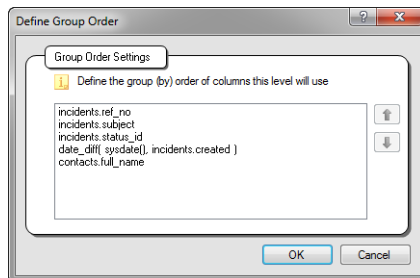 Define Group Order
Group Order Settings
Define the group (by) order of columns this level will use
incidents.ref_no
incidents.subject
incidents.status_id
date_diff( sysdate(), incidents.created )
contacts.full_name
OK
Cancel